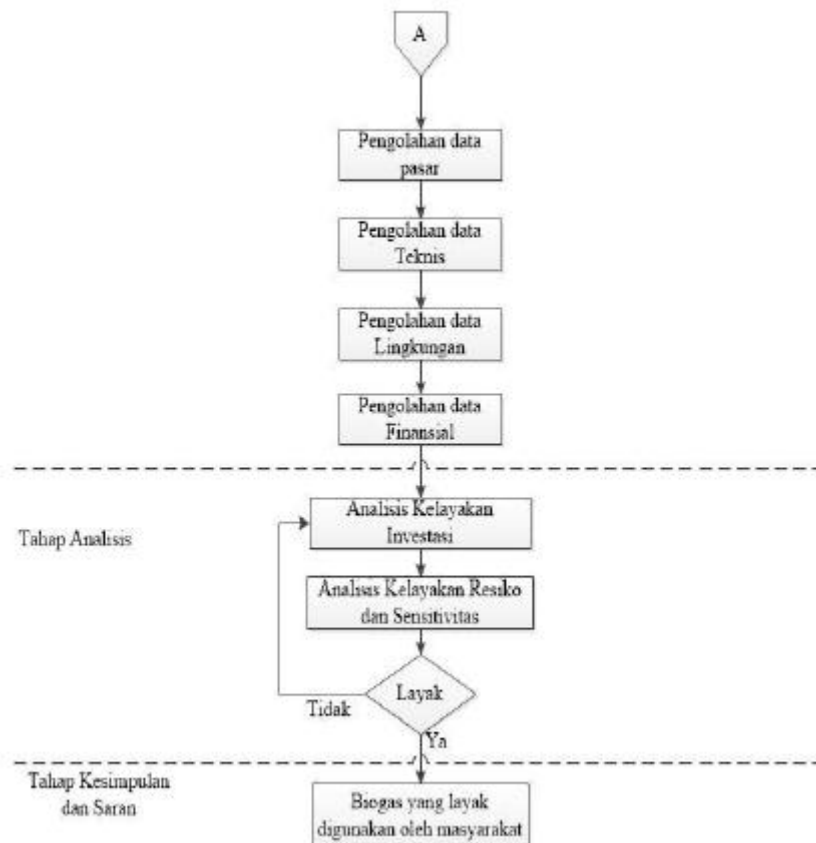 A
Pengolahan data
pasar
Pengolahan data
Teknis
Pengolahan data
Lingkungan
Pengolahan data
Finansial
Tahap Analisis
Analisis Kelayakan
Investasi
Analisis Kelayakan Resiko
dan Sensitivitas
Layak
Tidak
Ya
Tahap Kesimpulan
dan Saran
Biogas yang layak
digunakan oleh masyarakat